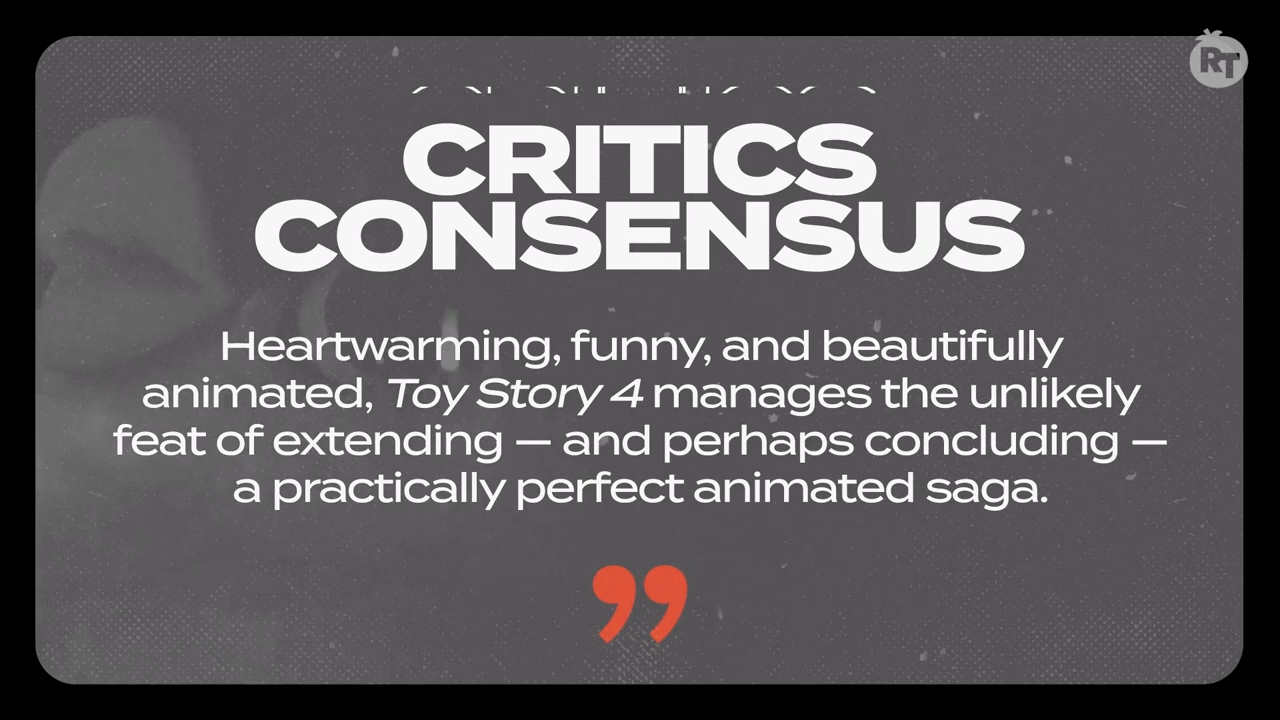 RT
CRITICS
CONSENSUS
Heartwarming, funny, and beautifully
animated, Toy Story 4 manages the unlikely
feat of extending — and perhaps concluding —
a practically perfect animated saga.
”